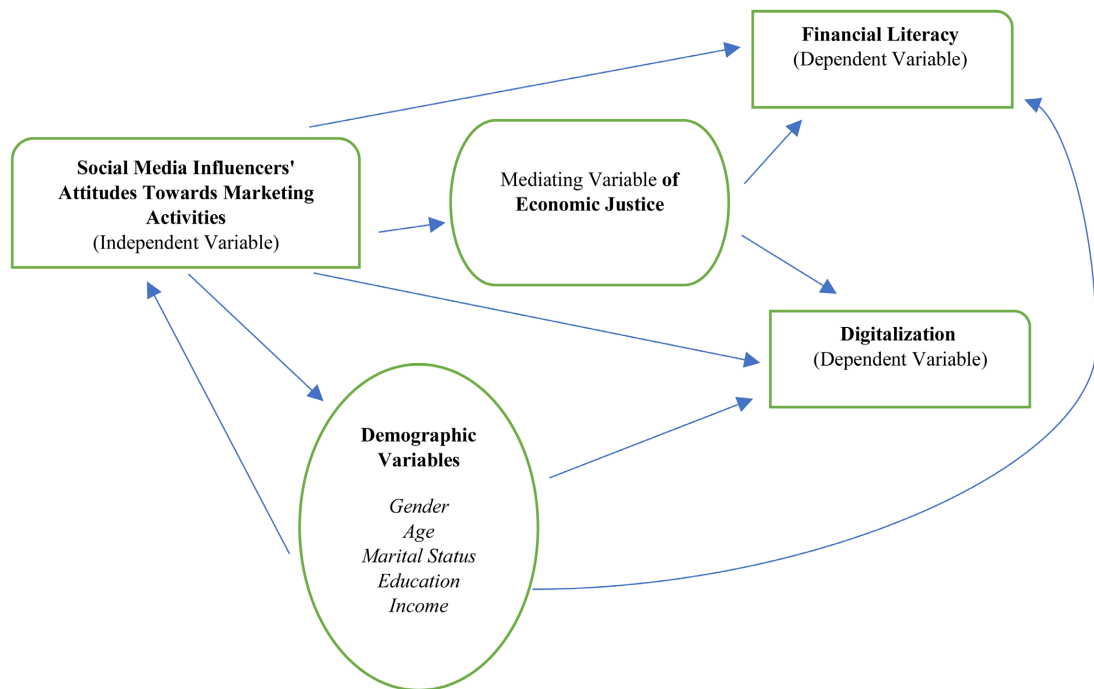 Financial Literacy
(Dependent Variable)
Social Media Influencers'
Attitudes Towards Marketing
Activities
(Independent Variable)
Mediating Variable of
Economic Justice
Digitalization
(Dependent Variable)
Demographic
Variables
Gender
Age
Marital Status
Education
Income